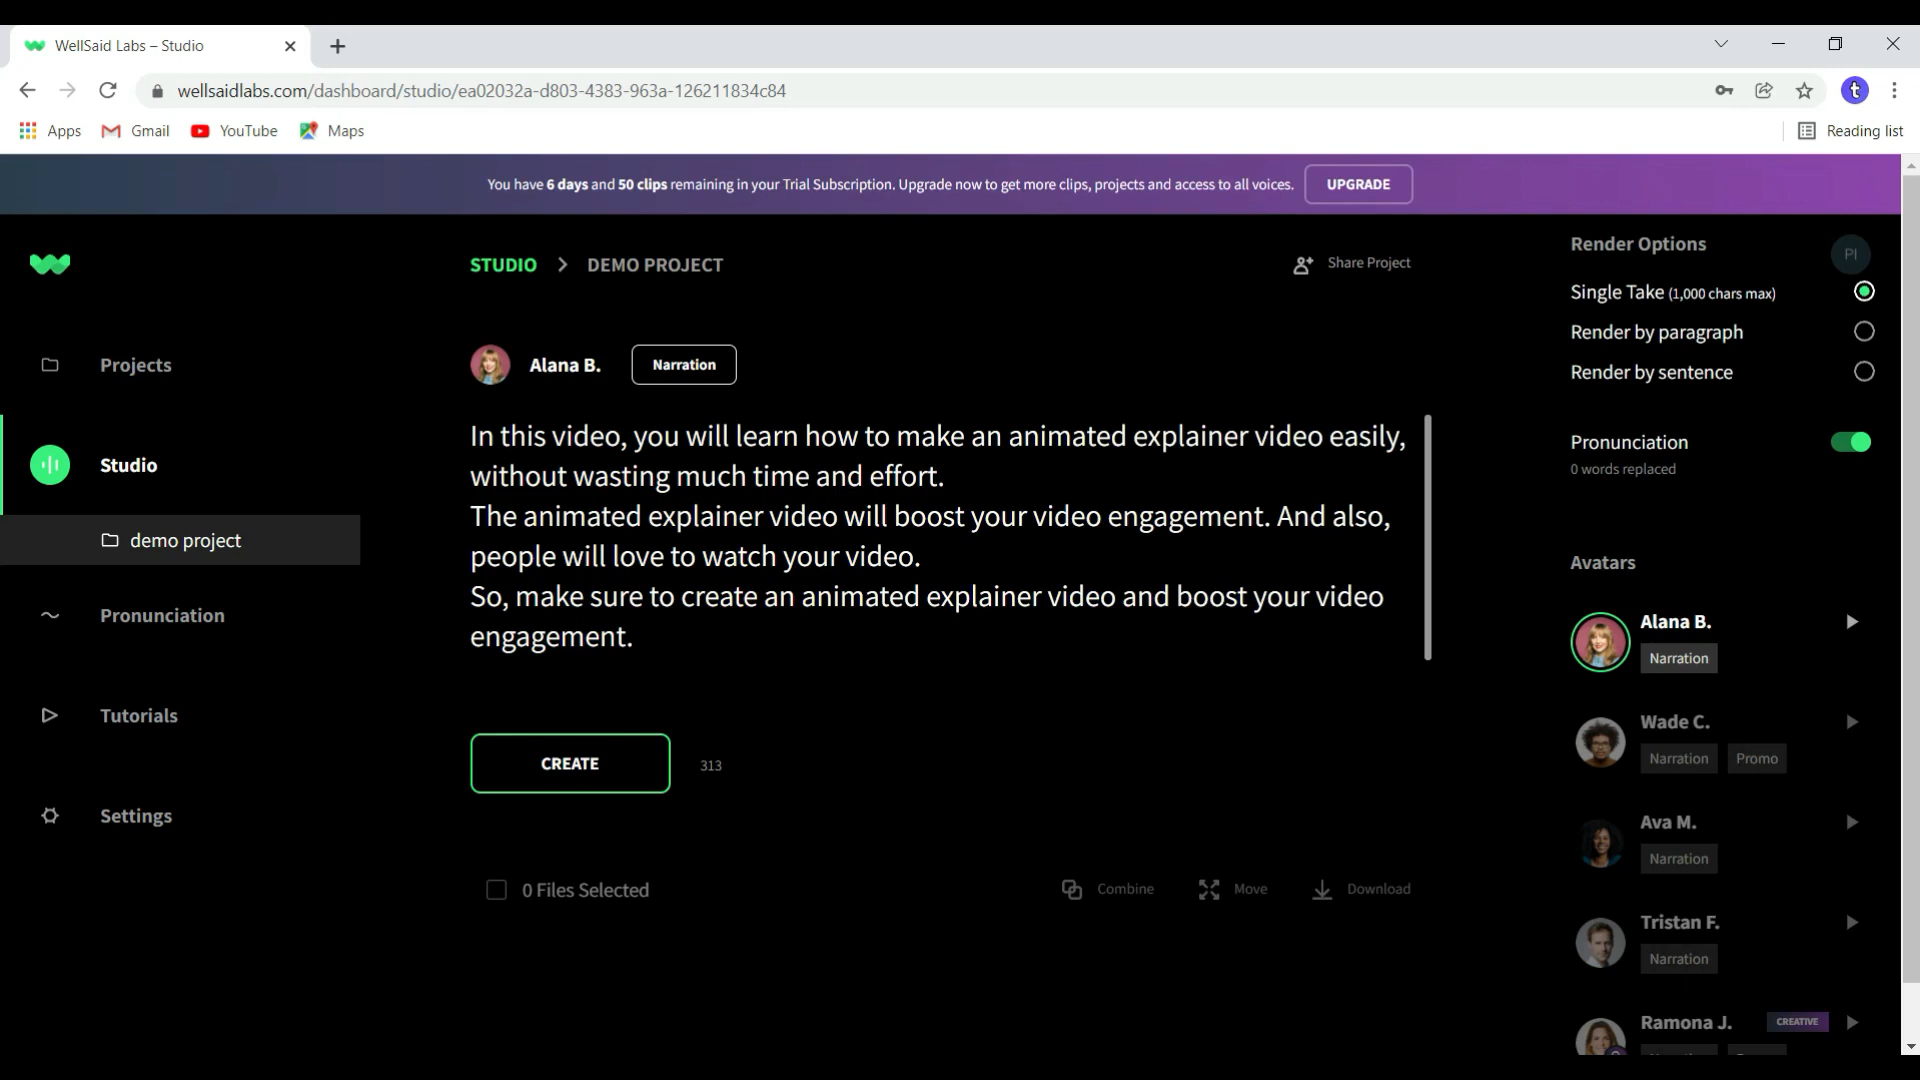 WellSaid Labs – Studio
wellsaidlabs.com/dashboard/studio/ea02032a-d803-4383-963a-126211834c84
t
Apps
Gmail
YouTube
Maps
Reading list
You have 6 days and 50 clips remaining in your Trial Subscription. Upgrade now to get more clips, projects and access to all voices.
UPGRADE
STUDIO
DEMO PROJECT
Share Project
Projects
Studio
demo project
Pronunciation
Tutorials
Settings
Alana B.
Narration
In this video, you will learn how to make an animated explainer video easily,
without wasting much time and effort.
The animated explainer video will boost your video engagement. And also,
people will love to watch your video.
So, make sure to create an animated explainer video and boost your video
engagement.
CREATE
313
0 Files Selected
Combine
Move
Download
Render Options
PI
Single Take (1,000 chars max)
Render by paragraph
Render by sentence
Pronunciation
0 words replaced
Avatars
Alana B.
Narration
Wade C.
Narration
Promo
Ava M.
Narration
Tristan F.
Narration
Ramona J.
CREATIVE